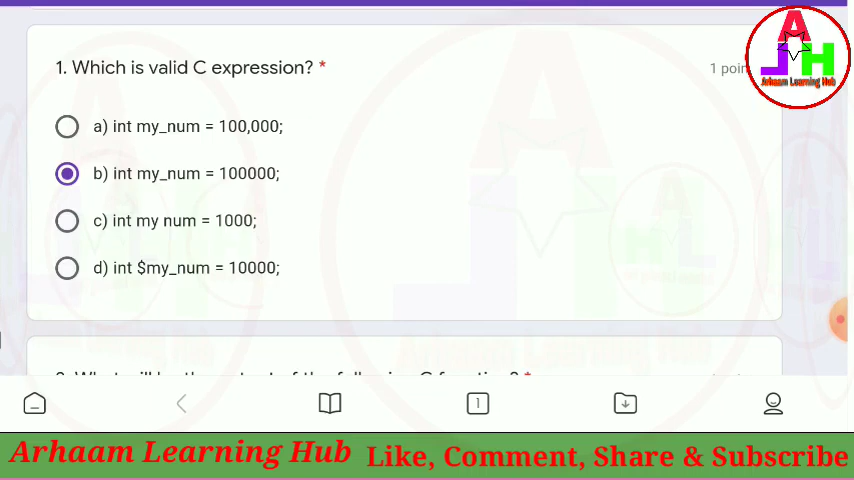 1. Which is valid C expression? *
1 poin
a) int my_num = 100,000;
b) int my_num = 100000;
c) int my num = 1000;
d) int $my_num = 10000;
A
J H
Arhaam Learning Hub
1
Arhaam Learning Hub Like, Comment, Share & Subscribe